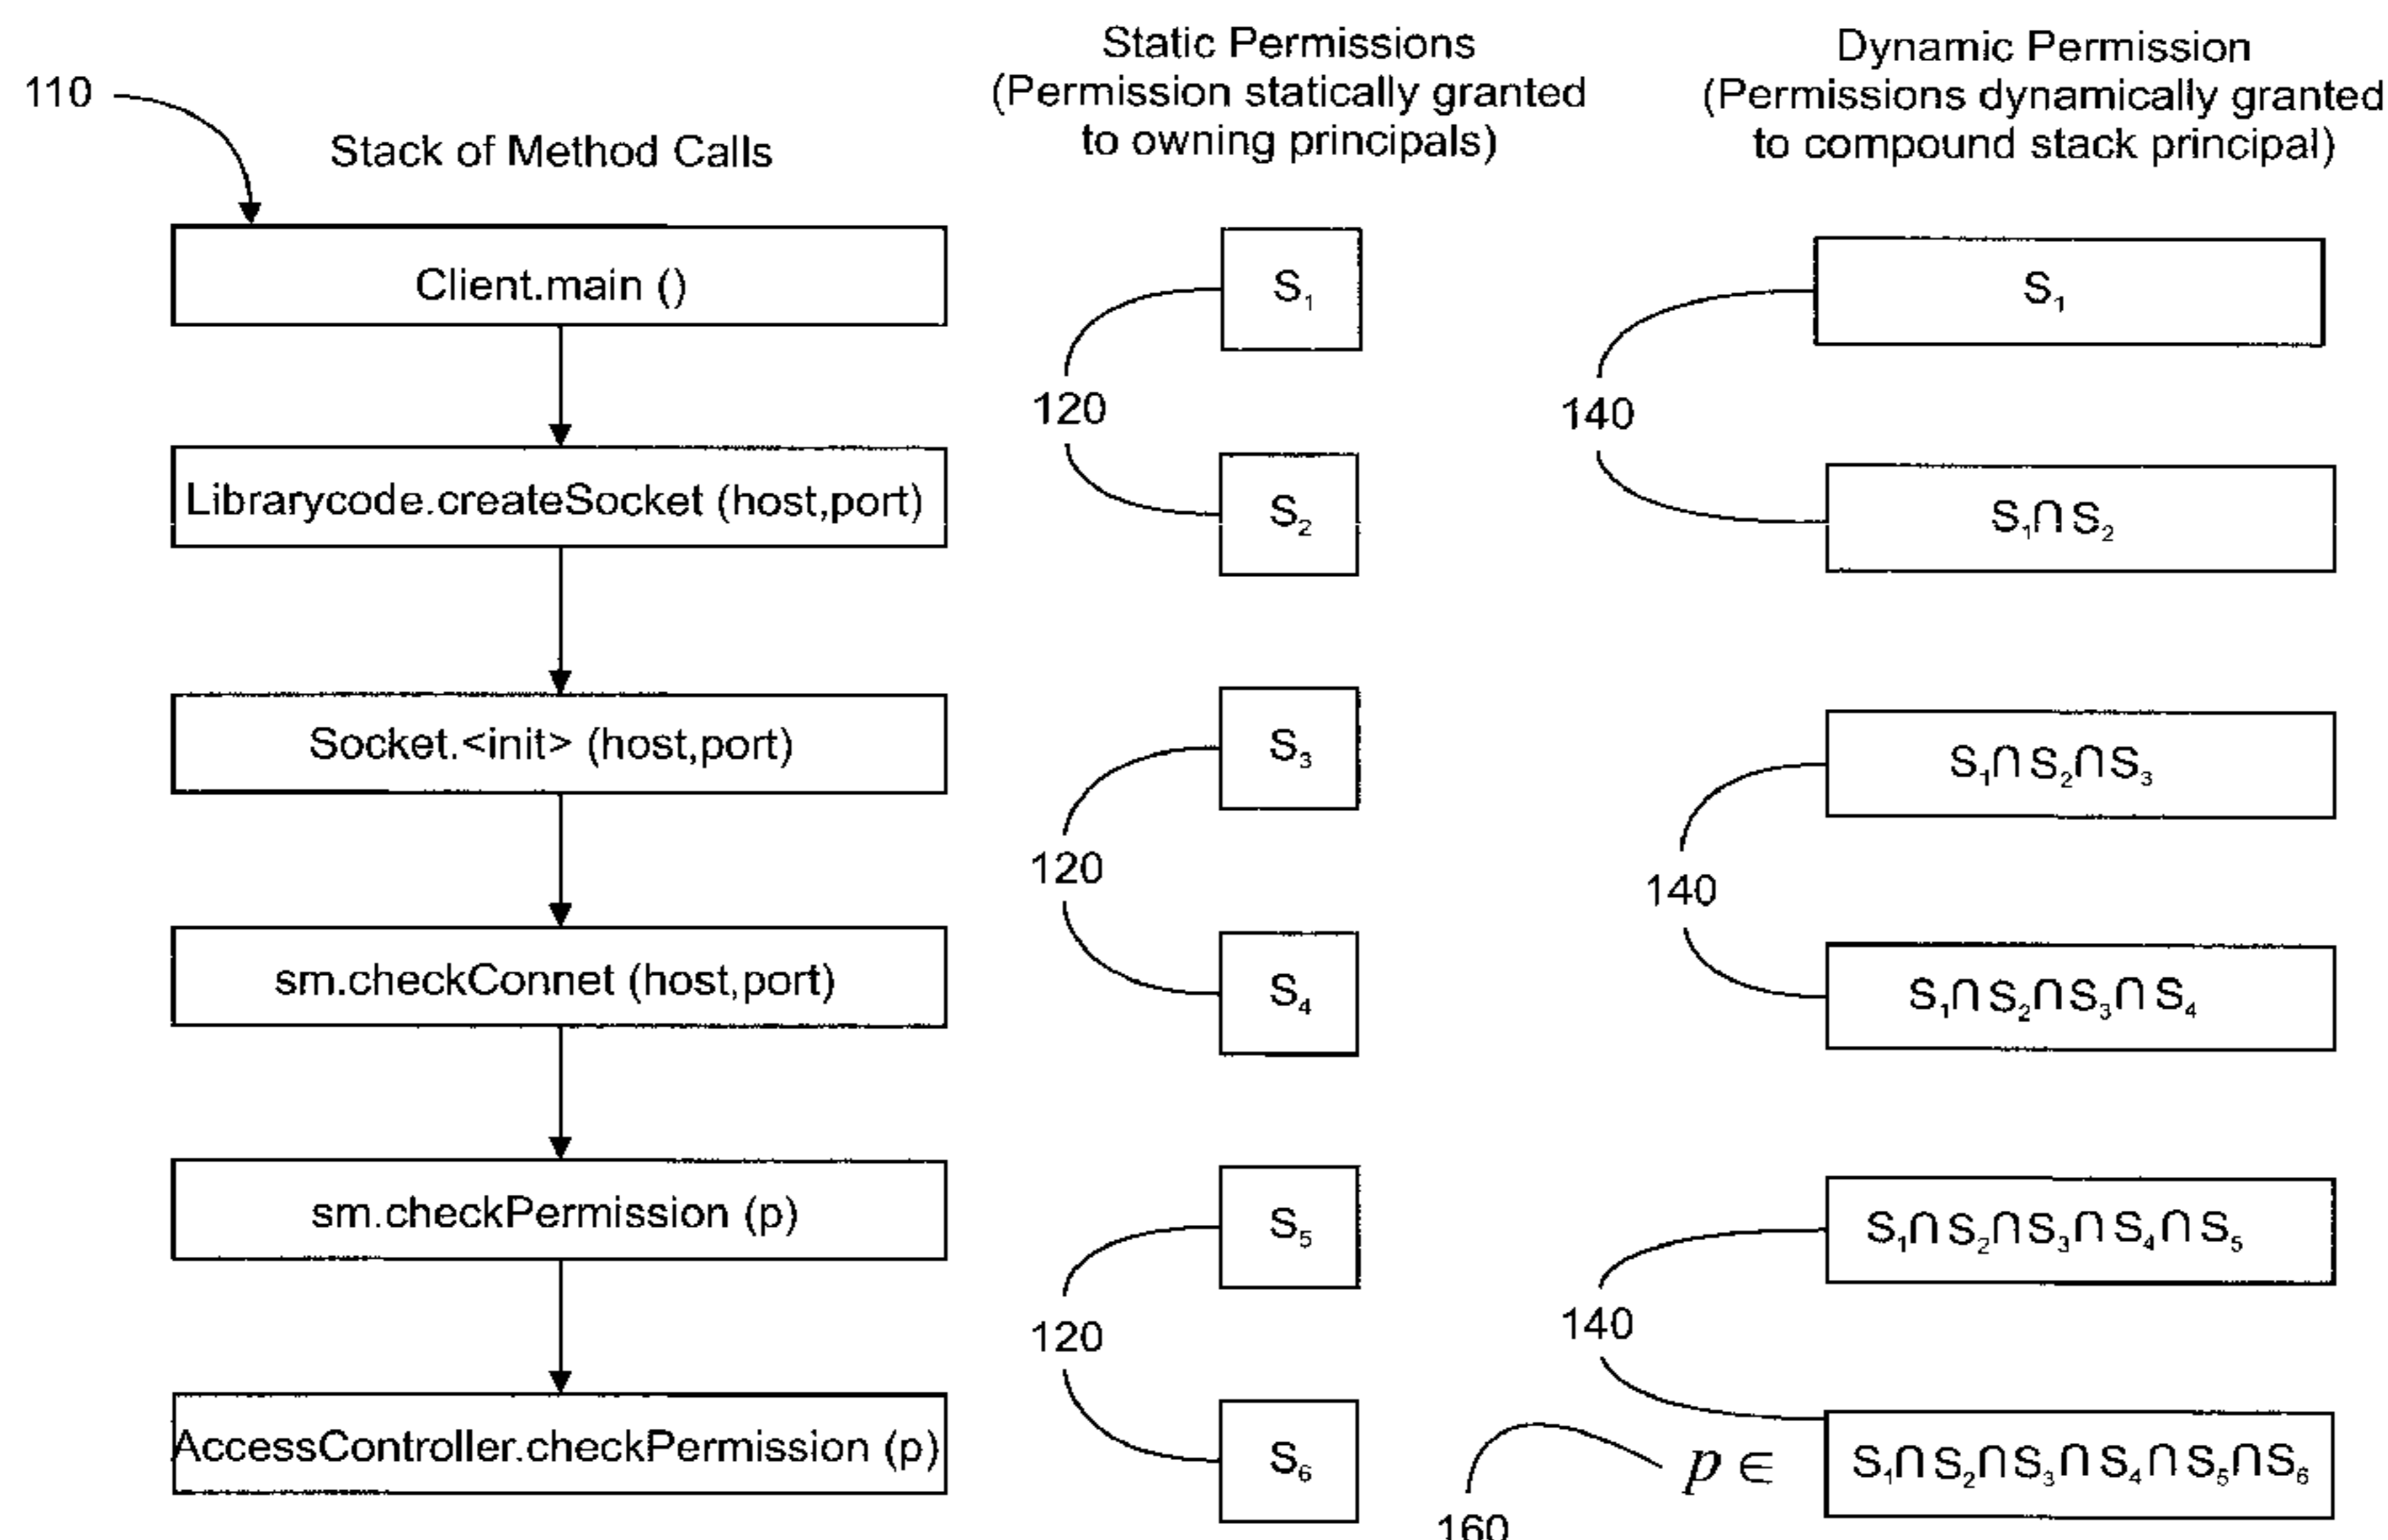 110
Stack of Method Calls
Static Permissions
(Permission statically granted
to owning principals)
Dynamic Permission
(Permissions dynamically granted
to compound stack principal)
Client.main ()
S₁
S₁
120
140
Librarycode.createSocket (host,port)
S₂
S₁∩S₂
Socket.<init> (host,port)
S₃
S₁∩S₂∩S₃
120
140
sm.checkConnet (host,port)
S₄
S₁∩S₂∩S₃∩S₄
sm.checkPermission (p)
S₅
S₁∩S₂∩S₃∩S₄∩S₅
120
140
AccessController.checkPermission (p)
S₆
p ∈ S₁∩S₂∩S₃∩S₄∩S₅∩S₆
160